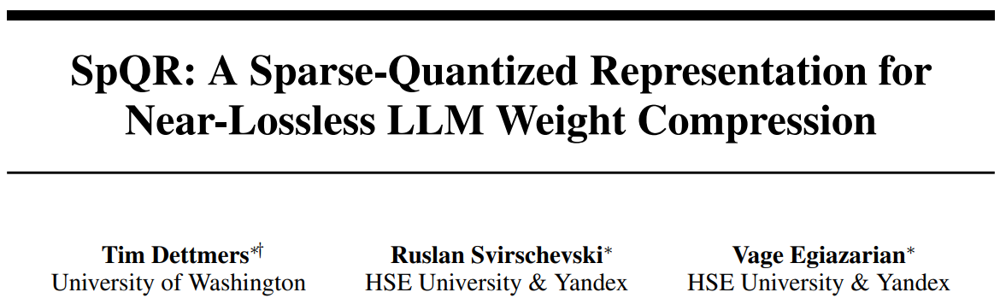 SpQR: A Sparse-Quantized Representation for
Near-Lossless LLM Weight Compression
Tim Dettmers*† Ruslan Svirschevski* Vage Egiazarian*
University of Washington HSE University & Yandex HSE University & Yandex